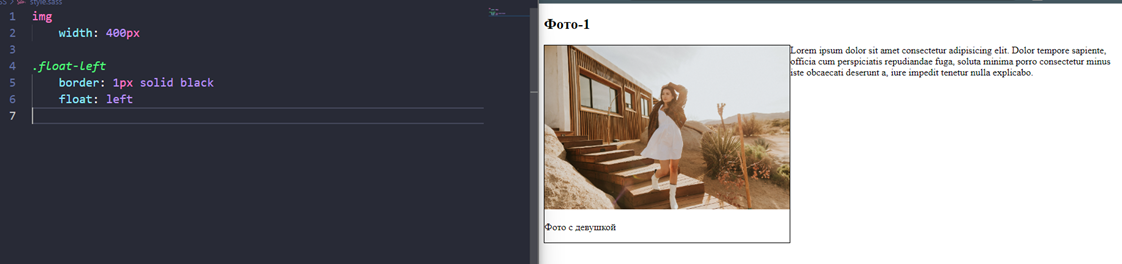 style.sass
1 img
2 width: 400px
3
4 .float-left
5 border: 1px solid black
6 float: left
7
Фото-1
Lorem ipsum dolor sit amet consectetur adipisicing elit. Dolor tempore sapiente,
officia cum perspiciatis repudiandae fuga, soluta minima porro consectetur minus
iste obcaecati deserunt a, iure impedit tenetur nulla explicabo.
Фото с девушкой